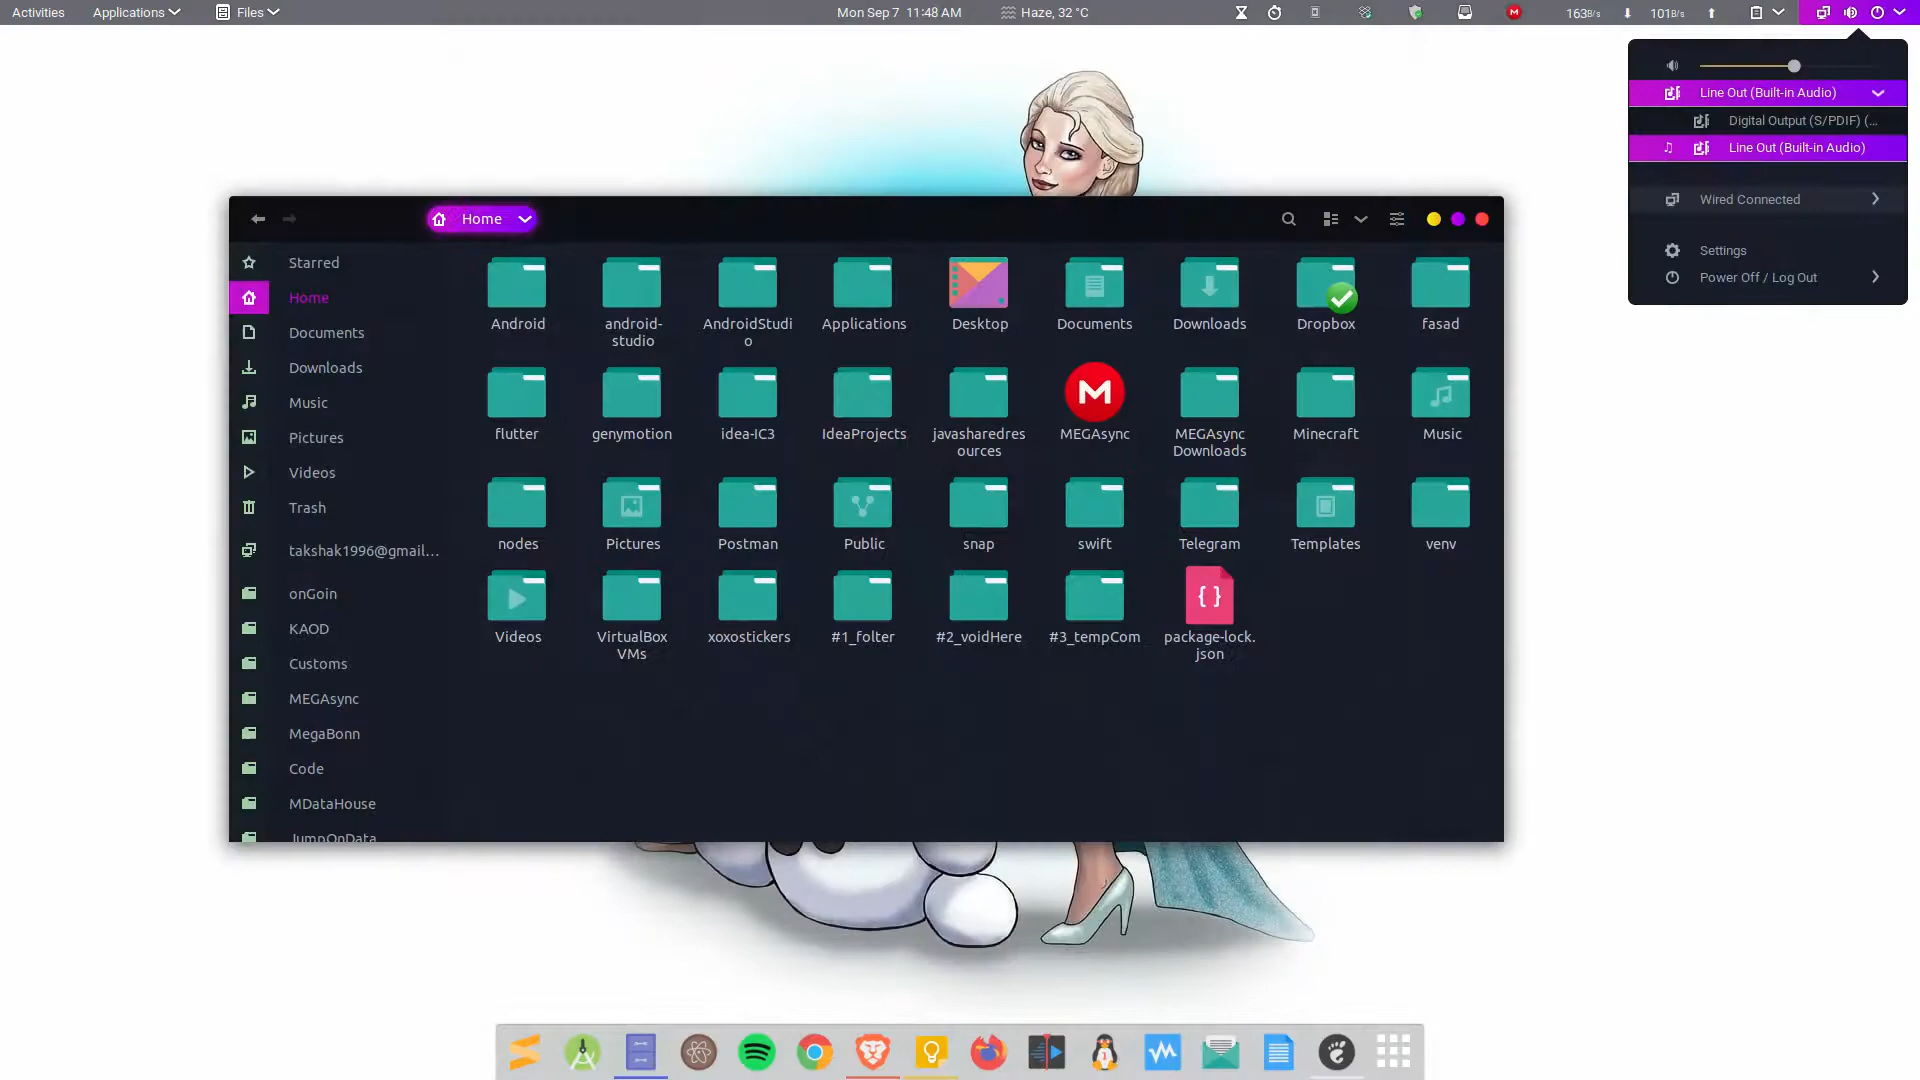 Activities
Applications
Files
Mon Sep 7 11:48 AM
Haze, 32 °C
163B/s
101B/s
Line Out (Built-in Audio)
Digital Output (S/PDIF) (…
Line Out (Built-in Audio)
Wired Connected
Settings
Power Off / Log Out
Home
Starred
Home
Documents
Downloads
Music
Pictures
Videos
Trash
takshak1996@gmail…
onGoin
KAOD
Customs
MEGAsync
MegaBonn
Code
MDataHouse
JumpOnData
Android
android-
studio
AndroidStudi
o
Applications
Desktop
Documents
Downloads
Dropbox
fasad
flutter
genymotion
idea-IC3
IdeaProjects
javasharedres
ources
M
MEGAsync
MEGAsync
Downloads
Minecraft
Music
nodes
Pictures
Postman
Public
snap
swift
Telegram
Templates
venv
Videos
VirtualBox
VMs
xoxostickers
#1_folter
#2_voidHere
#3_tempCom
{ }
package-lock.
json